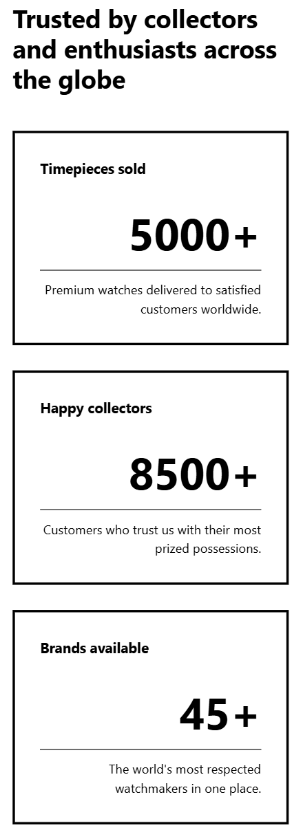 Trusted by collectors
and enthusiasts across
the globe
Timepieces sold
5000+
Premium watches delivered to satisfied
customers worldwide.
Happy collectors
8500+
Customers who trust us with their most
prized possessions.
Brands available
45+
The world's most respected
watchmakers in one place.